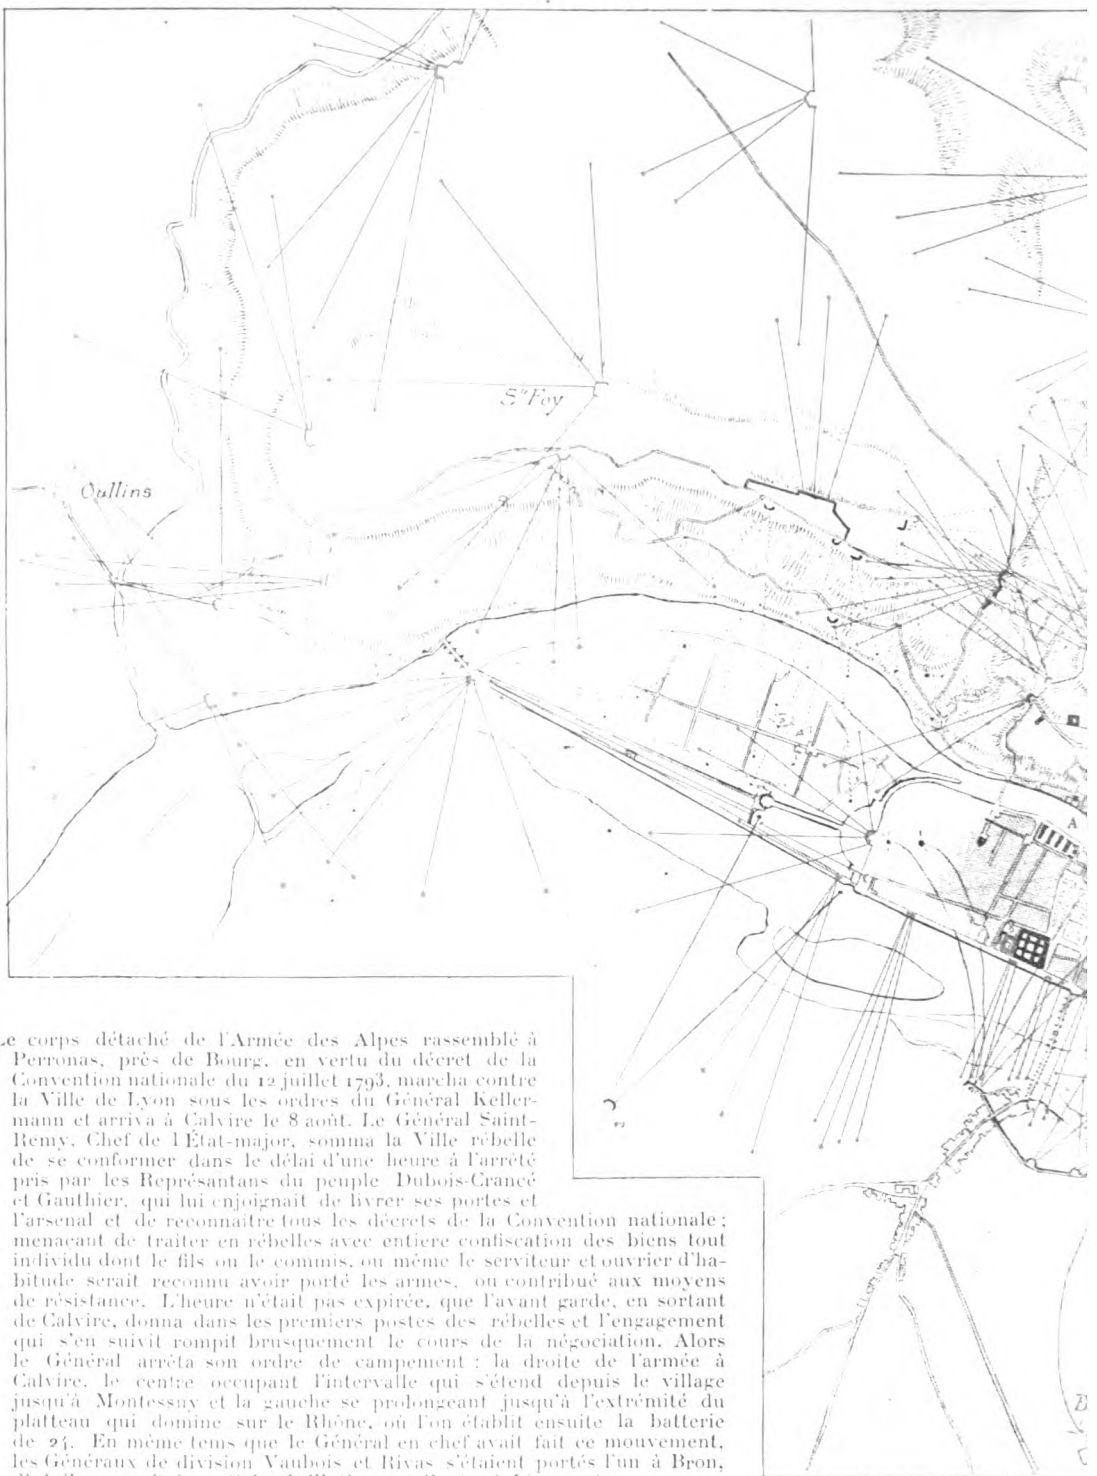 Ste Foy
Oullins
A
Le corps détaché de l'Armée des Alpes rassemblé à
Perronas, près de Bourg, en vertu du décret de la
Convention nationale du 12 juillet 1793, marcha contre
la Ville de Lyon sous les ordres du Général Keller-
mann et arriva à Calvire le 8 août. Le Général Saint-
Remy, Chef de l'État-major, somma la Ville rébelle
de se conformer dans le délai d'une heure à l'arrêté
pris par les Représantans du peuple Dubois-Crancé
et Gauthier, qui lui enjoignait de livrer ses portes et
l'arsenal et de reconnaitre tous les décrets de la Convention nationale;
menacant de traiter en rébelles avec entiere confiscation des biens tout
individu dont le fils ou le commis, ou même le serviteur et ouvrier d'ha-
bitude serait reconnu avoir porté les armes, ou contribué aux moyens
de résistance. L'heure n'était pas expirée, que l'avant garde, en sortant
de Calvire, donna dans les premiers postes des rébelles et l'engagement
qui s'en suivit rompit brusquement le cours de la négociation. Alors
le Général arrêta son ordre de campement : la droite de l'armée à
Calvire, le centre occupant l'intervalle qui s'étend depuis le village
jusqu'à Montessuy et la gauche se prolongeant jusqu'à l'extrémité du
platteau qui domine sur le Rhône, où l'on établit ensuite la batterie
de 24. En même tems que le Général en chef avait fait ce mouvement,
les Généraux de division Vaubois et Rivas s'étaient portés l'un à Bron,